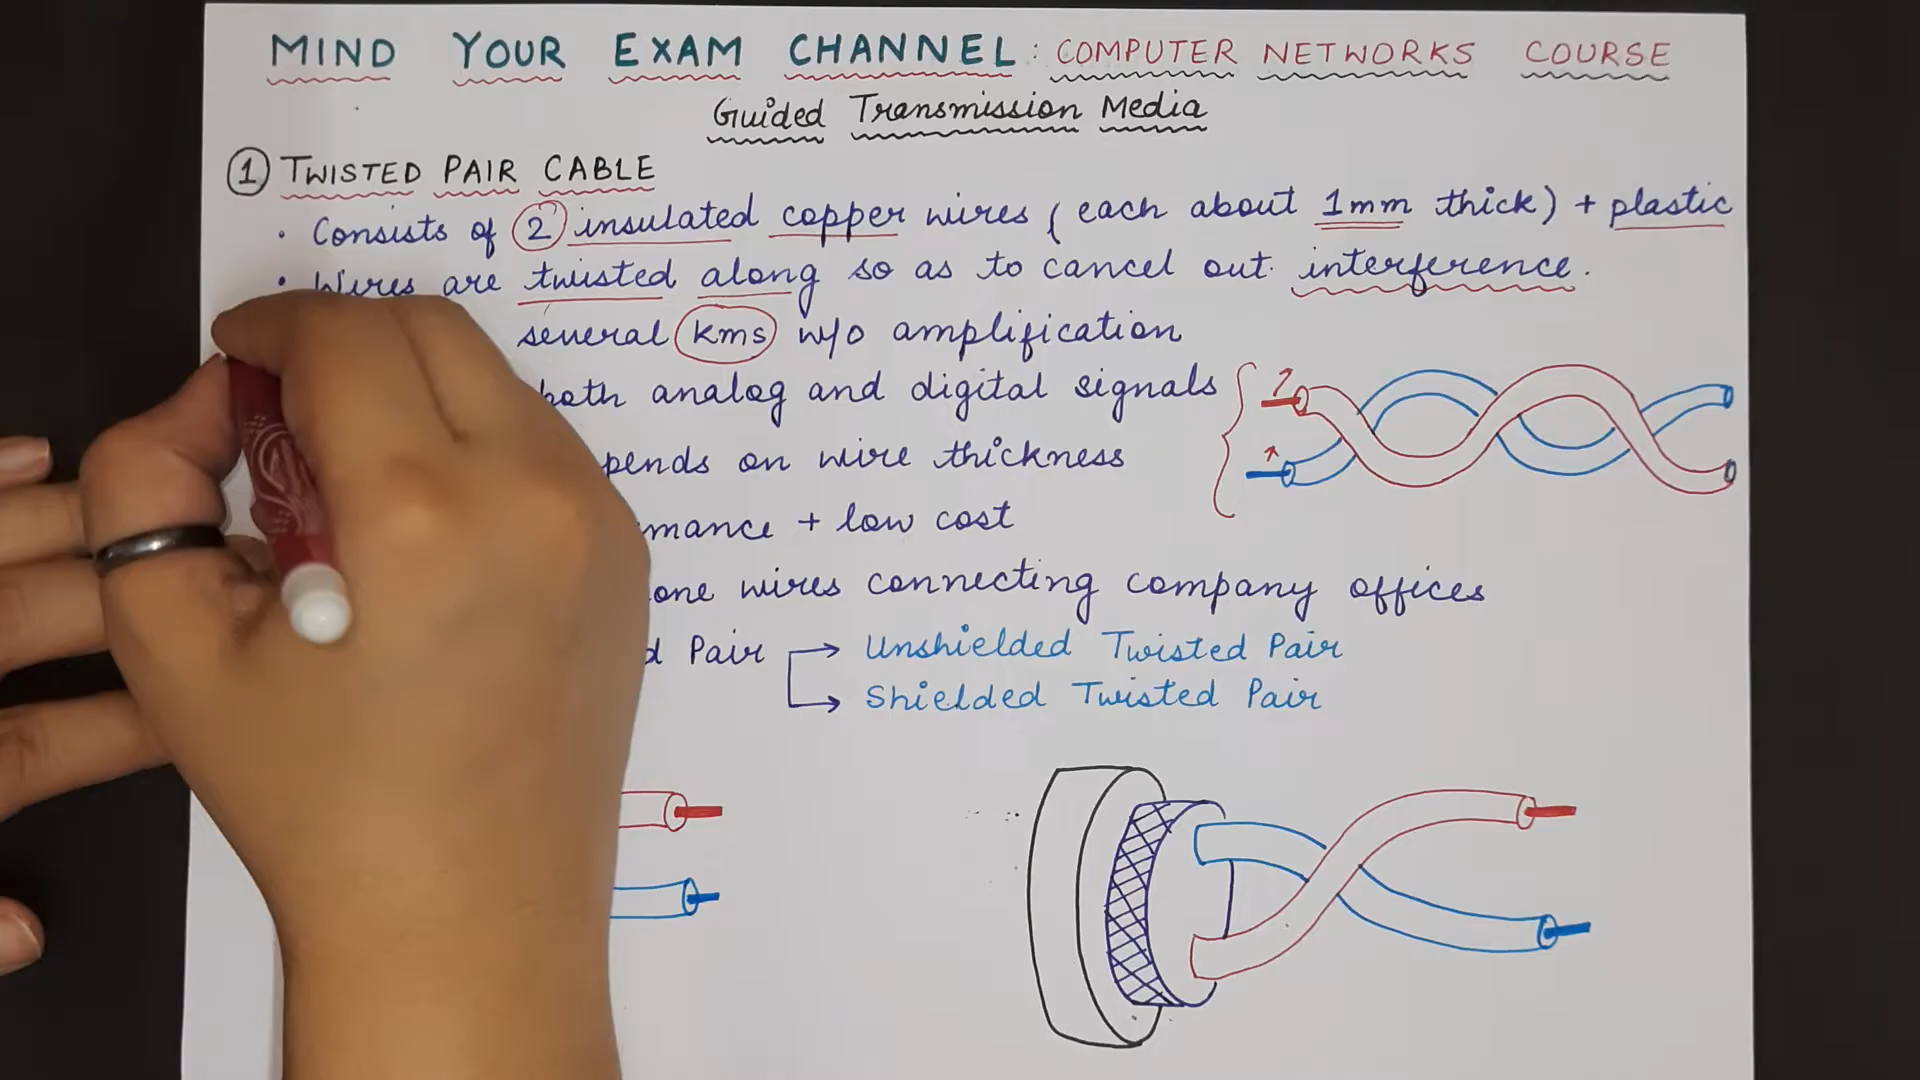 MIND YOUR EXAM CHANNEL: COMPUTER NETWORKS COURSE
Guided Transmission Media
1 TWISTED PAIR CABLE
• Consists of 2 insulated copper wires (each about 1mm thick) + plastic
• Wires are twisted along so as to cancel out interference.
several kms w/o amplification
both analog and digital signals
on wire thickness
+ low cost
wires connecting company offices
Pair → Unshielded Twisted Pair
→ Shielded Twisted Pair